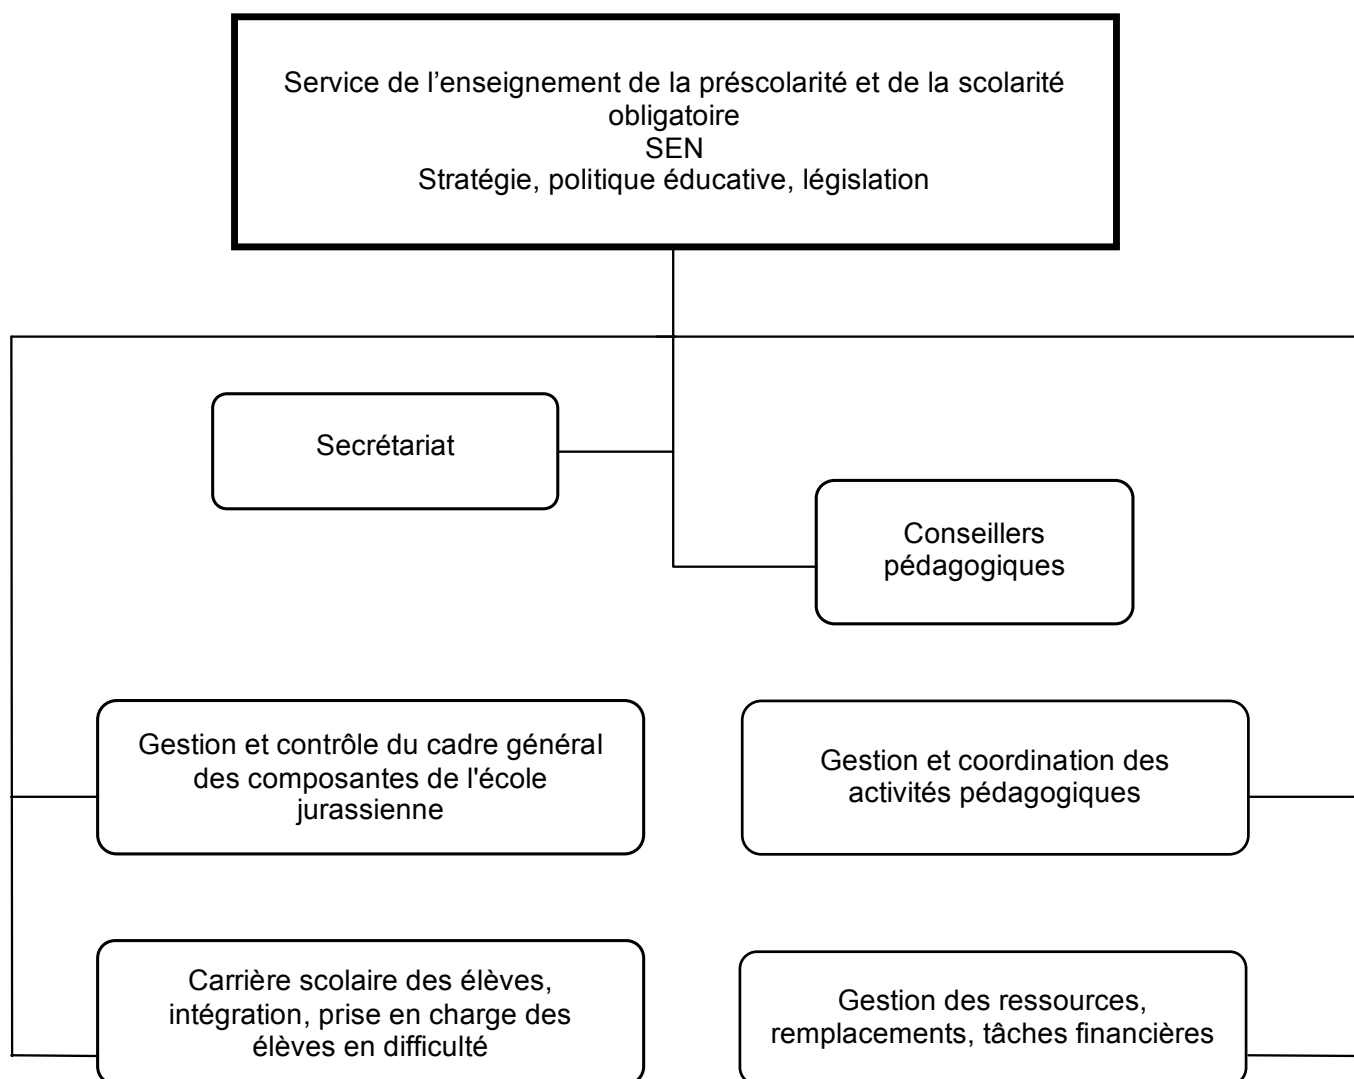 Service de l’enseignement de la préscolarité et de la scolarité
obligatoire
SEN
Stratégie, politique éducative, législation
Secrétariat
Conseillers
pédagogiques
Gestion et contrôle du cadre général
des composantes de l'école
jurassienne
Gestion et coordination des
activités pédagogiques
Carrière scolaire des élèves,
intégration, prise en charge des
élèves en difficulté
Gestion des ressources,
remplacements, tâches financières